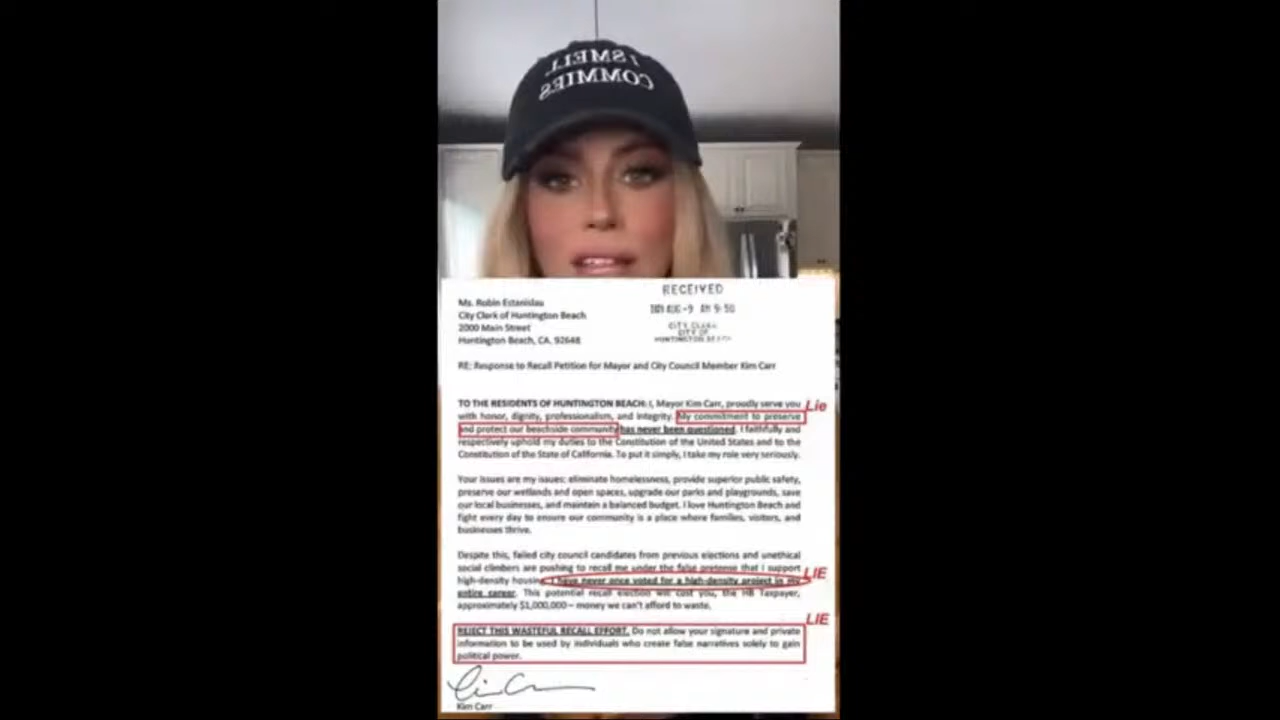 I SMELL
COMMIES
RECEIVED
Ms. Robin Estanislau
City Clerk of Huntington Beach
2000 Main Street
Huntington Beach, CA. 92648
2021 AUG -9 AM 9:50
CITY CLERK
CITY OF
HUNTINGTON BEACH
RE: Response to Recall Petition for Mayor and City Council Member Kim Carr
TO THE RESIDENTS OF HUNTINGTON BEACH: I, Mayor Kim Carr, proudly serve you
Lie
with honor, dignity, professionalism, and integrity. My commitment to preserve
and protect our beachside community has never been questioned. I faithfully and
respectively uphold my duties to the Constitution of the United States and to the
Constitution of the State of California. To put it simply, I take my role very seriously.
Your issues are my issues: eliminate homelessness, provide superior public safety,
preserve our wetlands and open spaces, upgrade our parks and playgrounds, save
our local businesses, and maintain a balanced budget. I love Huntington Beach and
fight every day to ensure our community is a place where families, visitors, and
businesses thrive.
Despite this, failed city council candidates from previous elections and unethical
social climbers are pushing to recall me under the false pretense that I support
high-density housing. I have never once voted for a high-density project in my
LIE
entire career. This potential recall election will cost you, the HB Taxpayer,
approximately $1,000,000 – money we can't afford to waste.
LIE
REJECT THIS WASTEFUL RECALL EFFORT. Do not allow your signature and private
information to be used by individuals who create false narratives solely to gain
political power.
Kim Carr